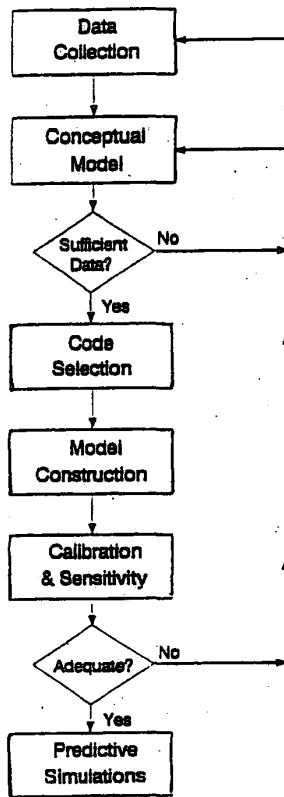 Data
Collection
Conceptual
Model
Sufficient
Data?
No
Yes
Code
Selection
Model
Construction
Calibration
& Sensitivity
Adequate?
No
Yes
Predictive
Simulations